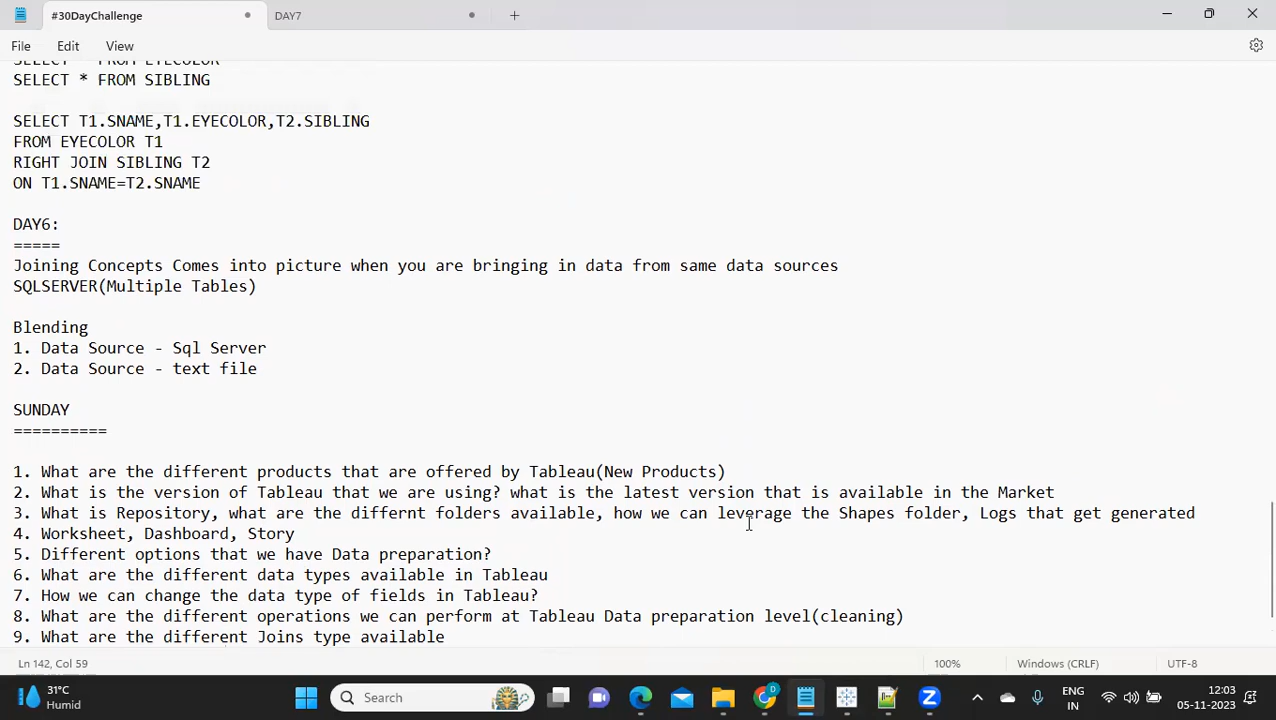 #30DayChallenge
DAY7
File Edit View
SELECT * FROM EYECOLOR
SELECT * FROM SIBLING
SELECT T1.SNAME,T1.EYECOLOR,T2.SIBLING
FROM EYECOLOR T1
RIGHT JOIN SIBLING T2
ON T1.SNAME=T2.SNAME
DAY6:
=====
Joining Concepts Comes into picture when you are bringing in data from same data sources
SQLSERVER(Multiple Tables)
Blending
1. Data Source - Sql Server
2. Data Source - text file
SUNDAY
==========
1. What are the different products that are offered by Tableau(New Products)
2. What is the version of Tableau that we are using? what is the latest version that is available in the Market
3. What is Repository, what are the differnt folders available, how we can leverage the Shapes folder, Logs that get generated
4. Worksheet, Dashboard, Story
5. Different options that we have Data preparation?
6. What are the different data types available in Tableau
7. How we can change the data type of fields in Tableau?
8. What are the different operations we can perform at Tableau Data preparation level(cleaning)
9. What are the different Joins type available
Ln 142, Col 59 100% Windows (CRLF) UTF-8
31°C
Humid
Search
ENG
IN
12:03
05-11-2023